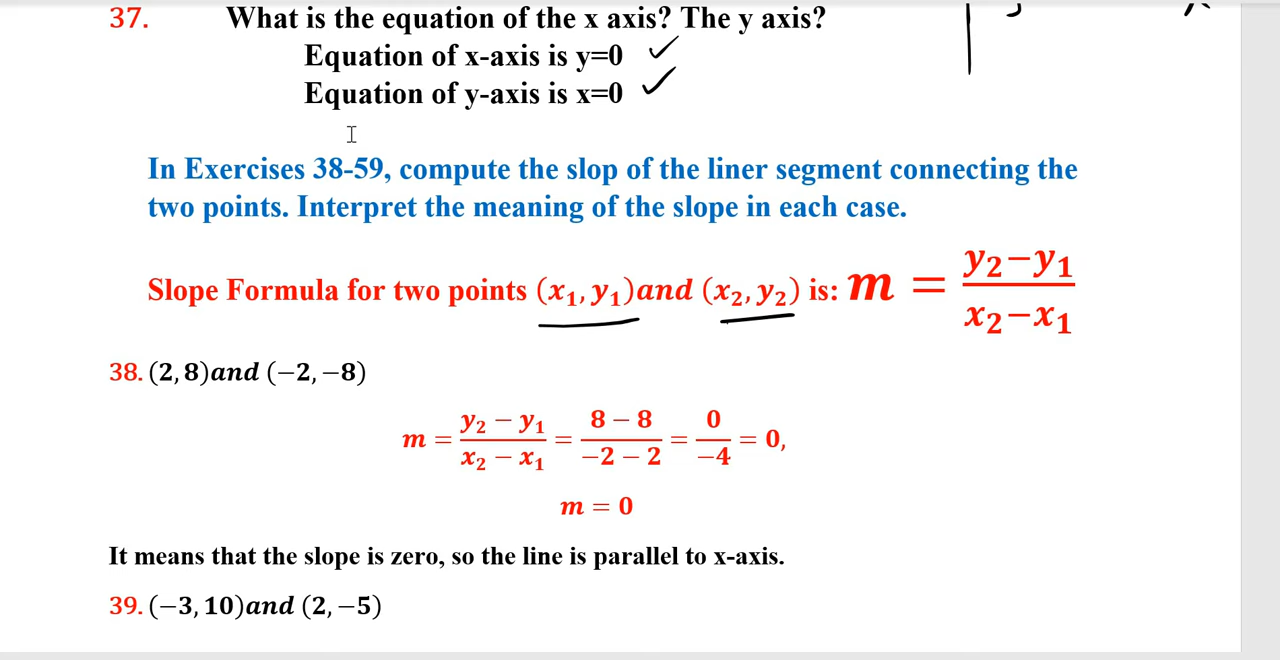 37. What is the equation of the x axis? The y axis?
Equation of x-axis is y=0 ✓
Equation of y-axis is x=0 ✓
In Exercises 38-59, compute the slop of the liner segment connecting the
two points. Interpret the meaning of the slope in each case.
Slope Formula for two points (x₁, y₁)and (x₂, y₂) is: m = (y₂−y₁)/(x₂−x₁)
38. (2, 8)and (−2, −8)
m = (y₂ − y₁)/(x₂ − x₁) = (8 − 8)/(−2 − 2) = 0/(−4) = 0,
m = 0
It means that the slope is zero, so the line is parallel to x-axis.
39. (−3, 10)and (2, −5)